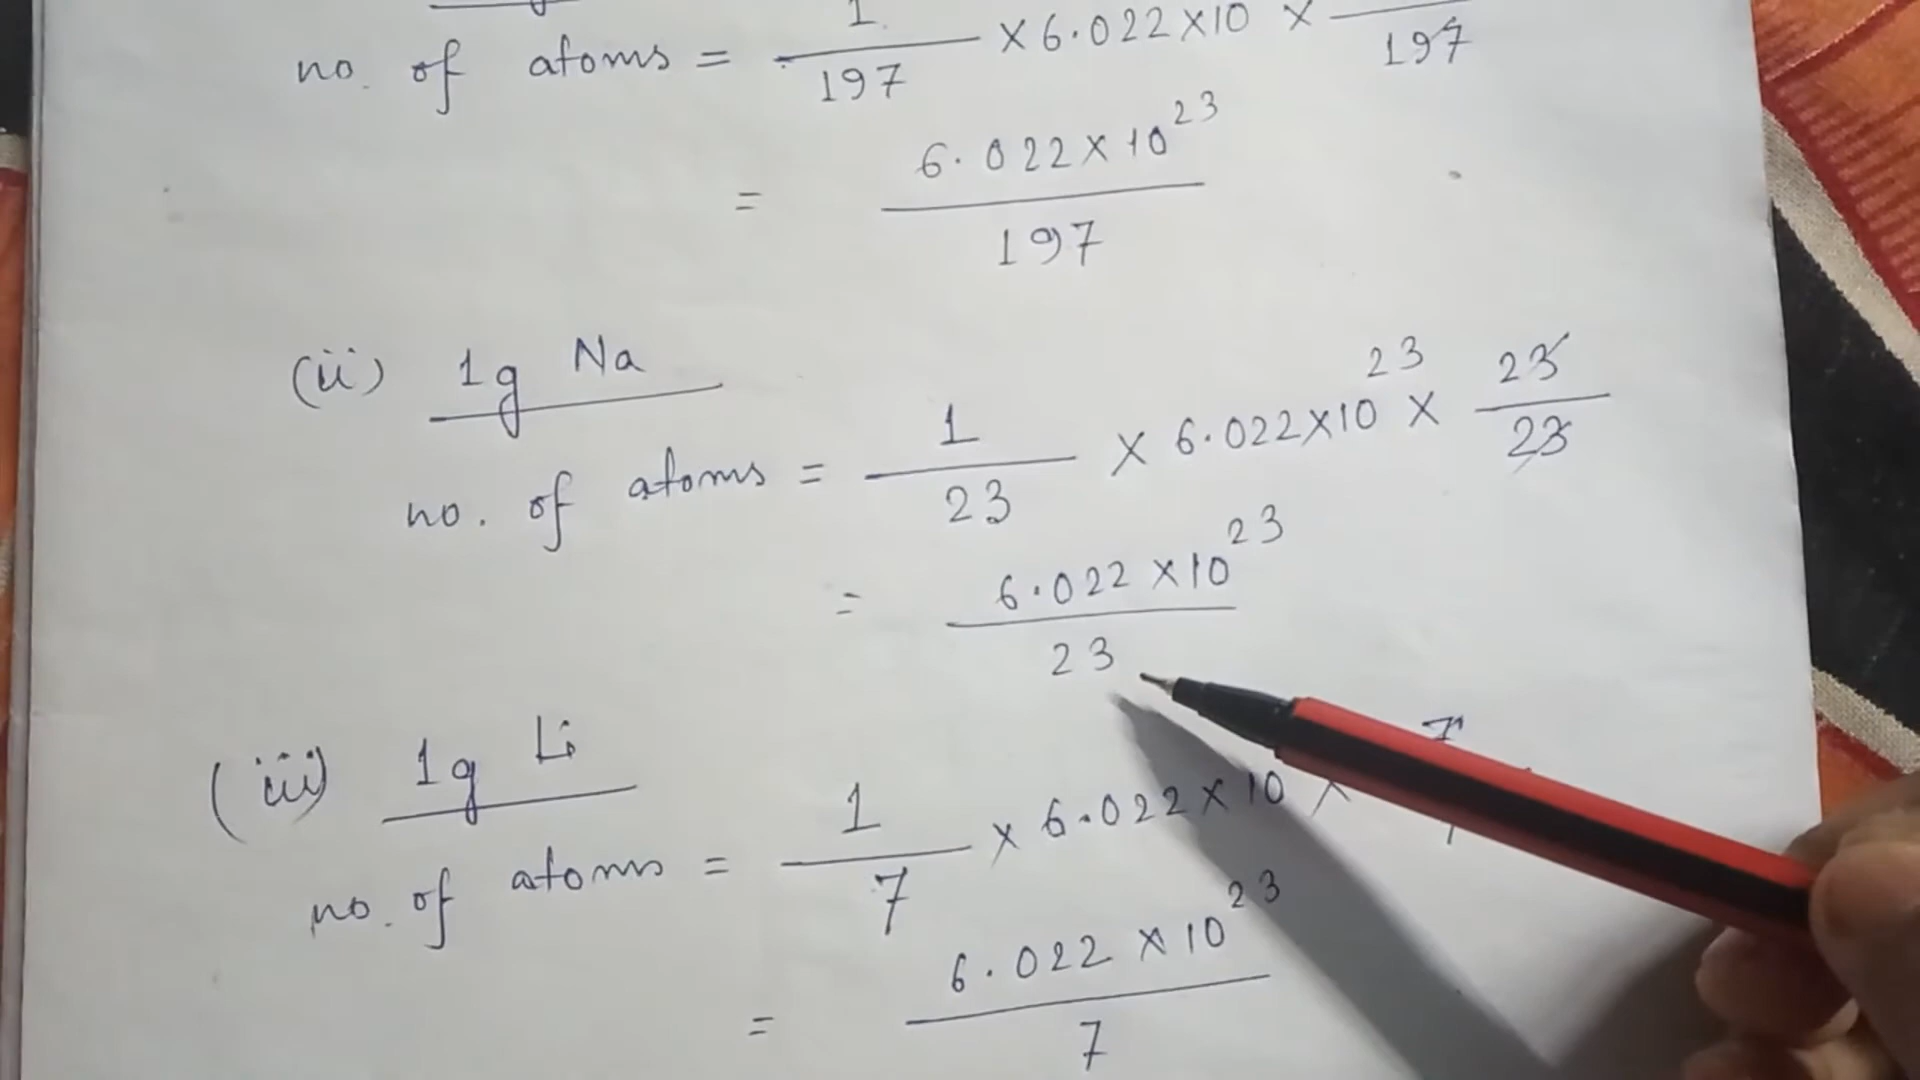 no. of atoms = 1/197 × 6.022×10 × /197
= 6.022×10^23/197
(ii) 1g Na
no. of atoms = 1/23 × 6.022×10^23 × 23/23
= 6.022×10^23/23
(iii) 1g Li
no. of atoms = 1/7 × 6.022×10 × 7
= 6.022×10^23/7